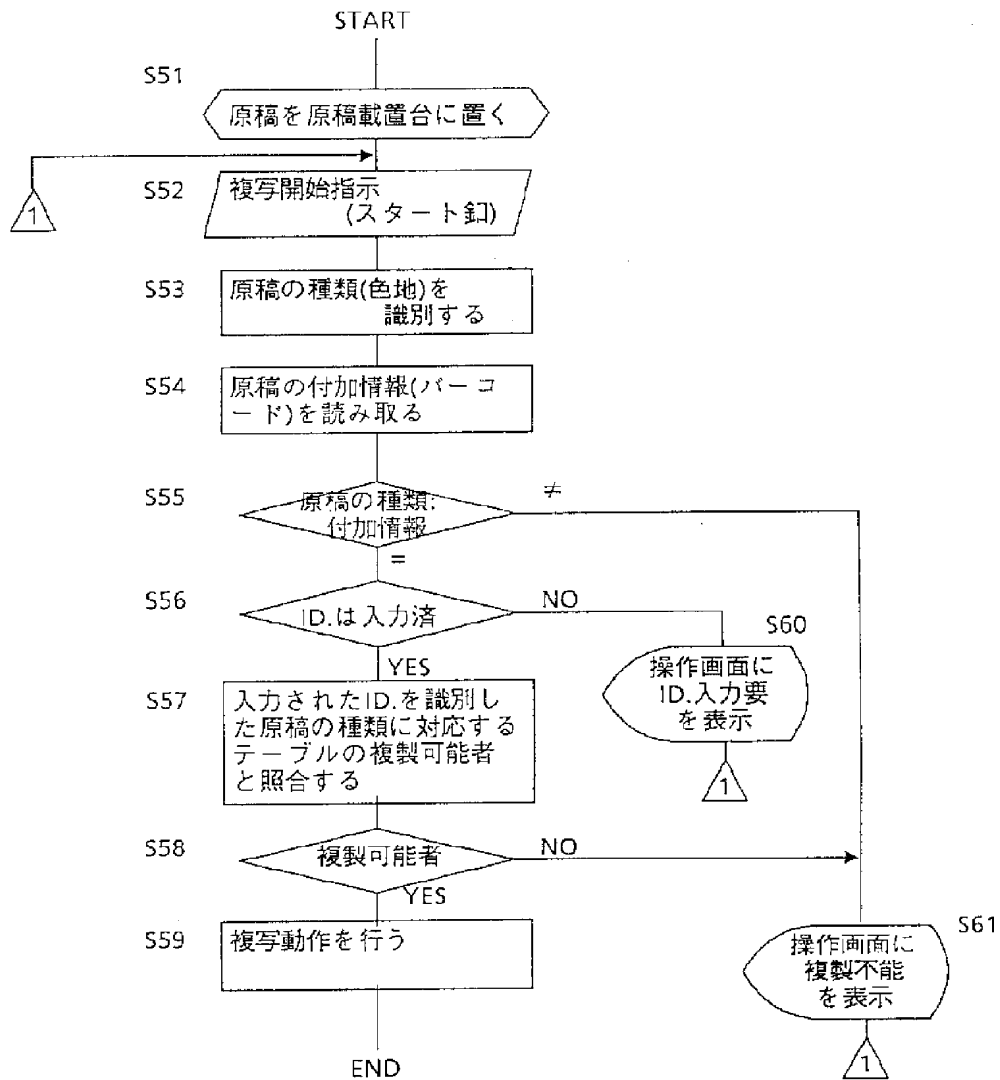 START
S51
原稿を原稿載置台に置く
1
S52
複写開始指示
(スタート釦)
S53
原稿の種類(色地)を
識別する
S54
原稿の付加情報(バーコ
ード)を読み取る
S55
原稿の種類:
付加情報
≠
=
S56
ID.は入力済
NO
YES
S60
操作画面に
ID.入力要
を表示
1
S57
入力されたID.を識別し
た原稿の種類に対応する
テーブルの複製可能者
と照合する
S58
複製可能者
NO
YES
S59
複写動作を行う
S61
操作画面に
複製不能
を表示
1
END